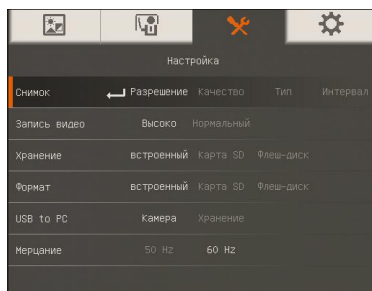 Настройка
Снимок Разрешение Качество Тип Интервал
Запись видео Высоко Нормальный
Хранение встроенный Карта SD Флеш-диск
Формат встроенный Карта SD Флеш-диск
USB to PC Камера Хранение
Мерцание 50 Hz 60 Hz